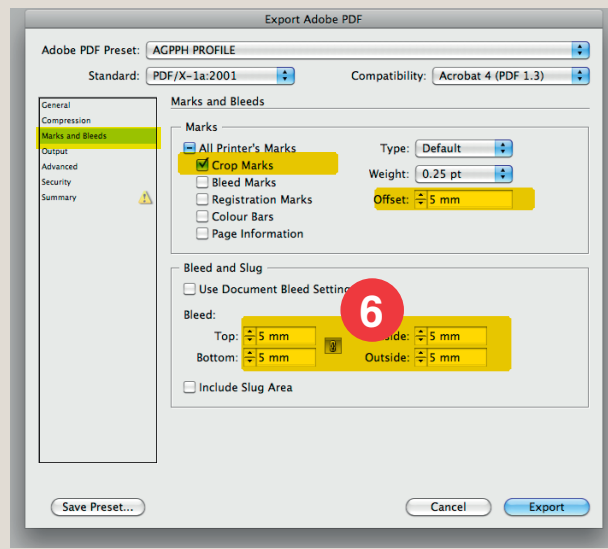 Export Adobe PDF
Adobe PDF Preset: AGPPH PROFILE
Standard: PDF/X-1a:2001 Compatibility: Acrobat 4 (PDF 1.3)
General
Compression
Marks and Bleeds
Output
Advanced
Security
Summary
Marks and Bleeds
Marks
All Printer's Marks
Crop Marks
Bleed Marks
Registration Marks
Colour Bars
Page Information
Type: Default
Weight: 0.25 pt
Offset: 5 mm
Bleed and Slug
Use Document Bleed Setting
Bleed:
Top: 5 mm
Bottom: 5 mm
6
ide: 5 mm
Outside: 5 mm
Include Slug Area
Save Preset... Cancel Export